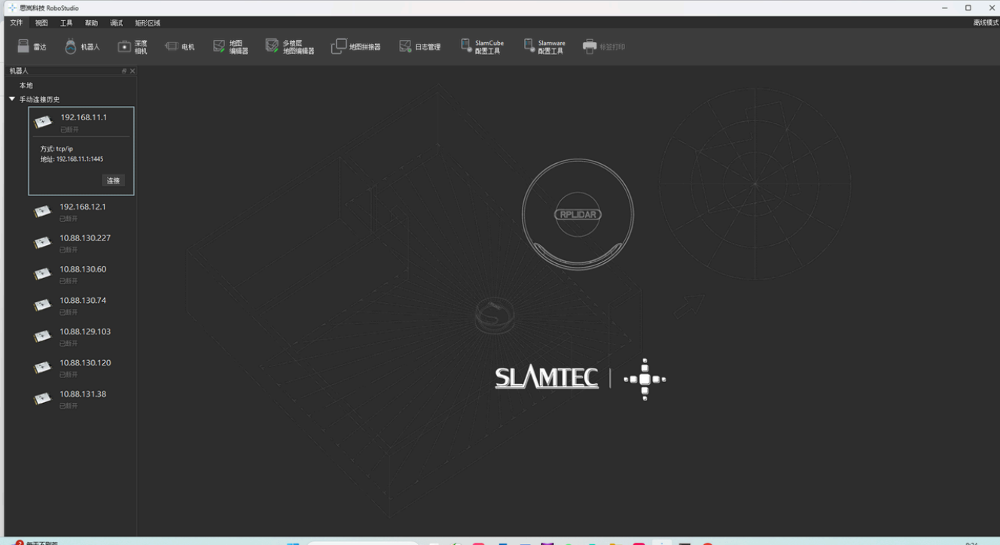 思岚科技 RoboStudio
文件 视图 工具 帮助 调试 矩形区域
离线模式
雷达
机器人
深度
相机
电机
地图
编辑器
多楼层
地图编辑器
地图拼接器
日志管理
SlamCube
配置工具
Slamware
配置工具
标签打印
机器人
本地
手动连接历史
192.168.11.1
已断开
方式: tcp/ip
地址: 192.168.11.1:1445
连接
192.168.12.1
已断开
10.88.130.227
已断开
10.88.130.60
已断开
10.88.130.74
已断开
10.88.129.103
已断开
10.88.130.120
已断开
10.88.131.38
已断开
RPLIDAR
SLAMTEC